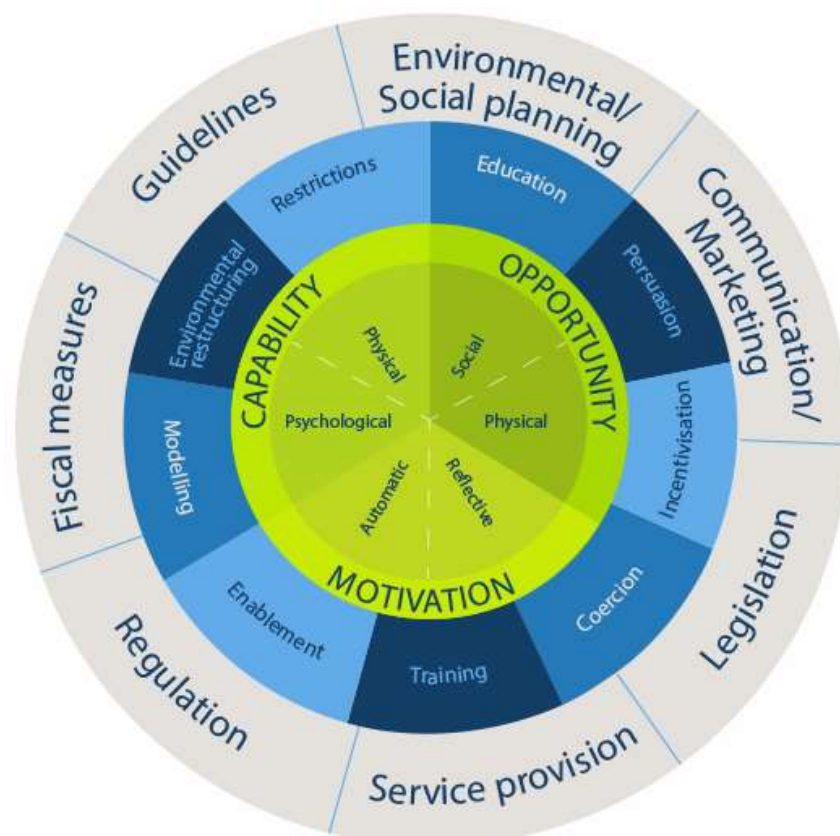 Environmental/
Social planning
Communication/
Marketing
Legislation
Service provision
Regulation
Fiscal measures
Guidelines
Education
Persuasion
Incentivisation
Coercion
Training
Enablement
Modelling
Environmental
restructuring
Restrictions
CAPABILITY
OPPORTUNITY
MOTIVATION
Physical
Social
Psychological
Physical
Automatic
Reflective